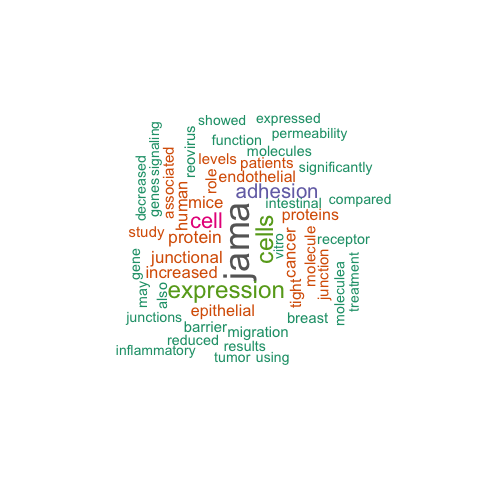 showed
expressed
permeability
function
signaling
reovirus
molecules
levels
patients
significantly
associated
decreased
genes
role
endothelial
human
mice
adhesion
intestinal
compared
cell
proteins
study
protein
jama
cells
vitro
cancer
molecule
receptor
junctional
increased
gene
may
also
expression
tight
junction
moleculea
treatment
epithelial
junctions
barrier
migration
breast
reduced
results
inflammatory
tumor
using